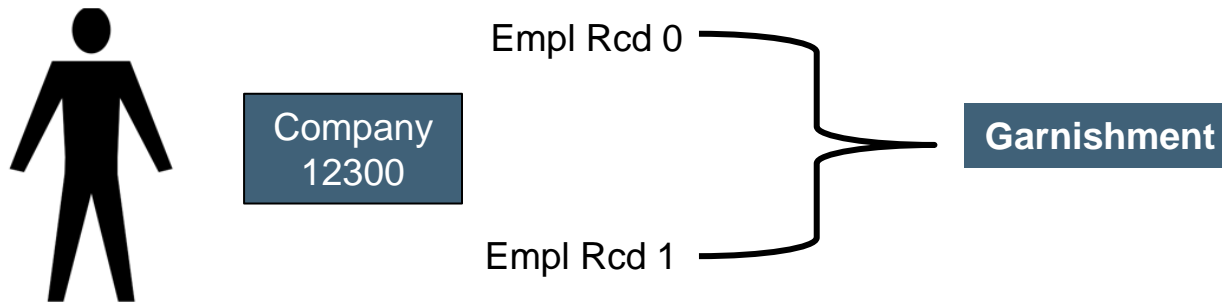 Empl Rcd 0
Company
12300
Garnishment
Empl Rcd 1